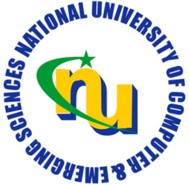 NATIONAL UNIVERSITY OF COMPUTER & EMERGING SCIENCES
nu